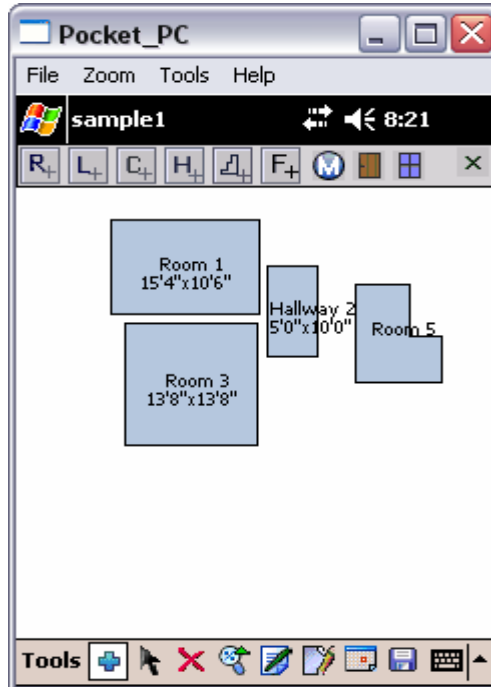 Pocket_PC
File Zoom Tools Help
sample1 8:21
R+ L+ C+ H+ F+ M
Room 1
15'4"x10'6"
Hallway 2
5'0"x10'0"
Room 5
Room 3
13'8"x13'8"
Tools